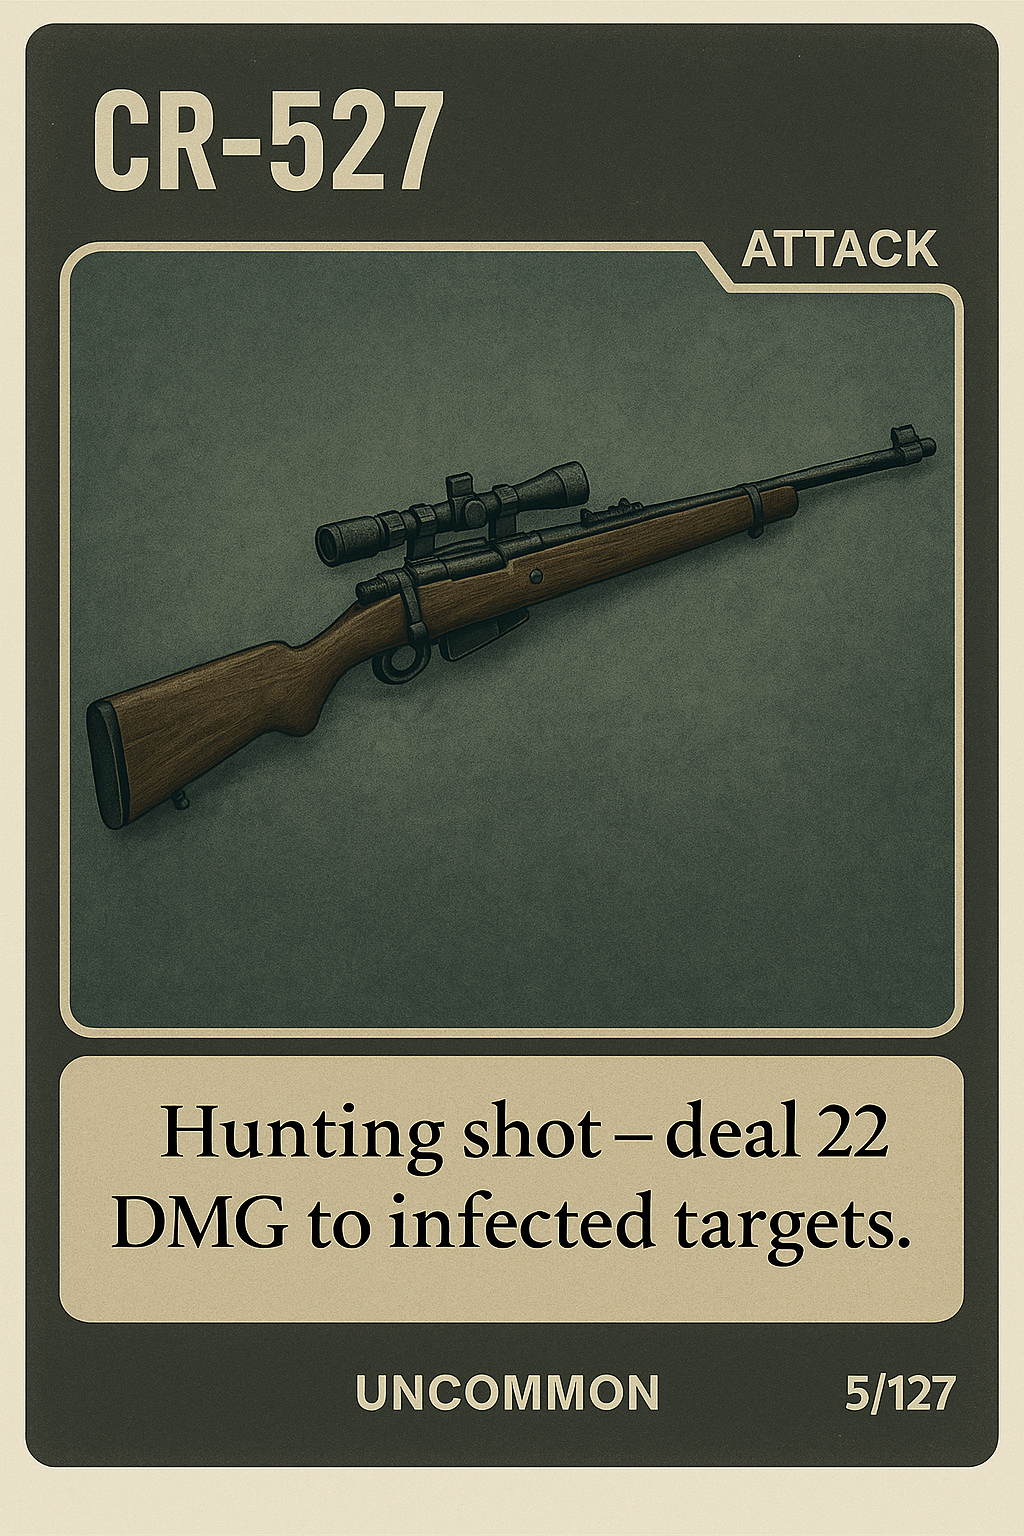 CR-527
ATTACK
Hunting shot – deal 22
DMG to infected targets.
UNCOMMON
5/127